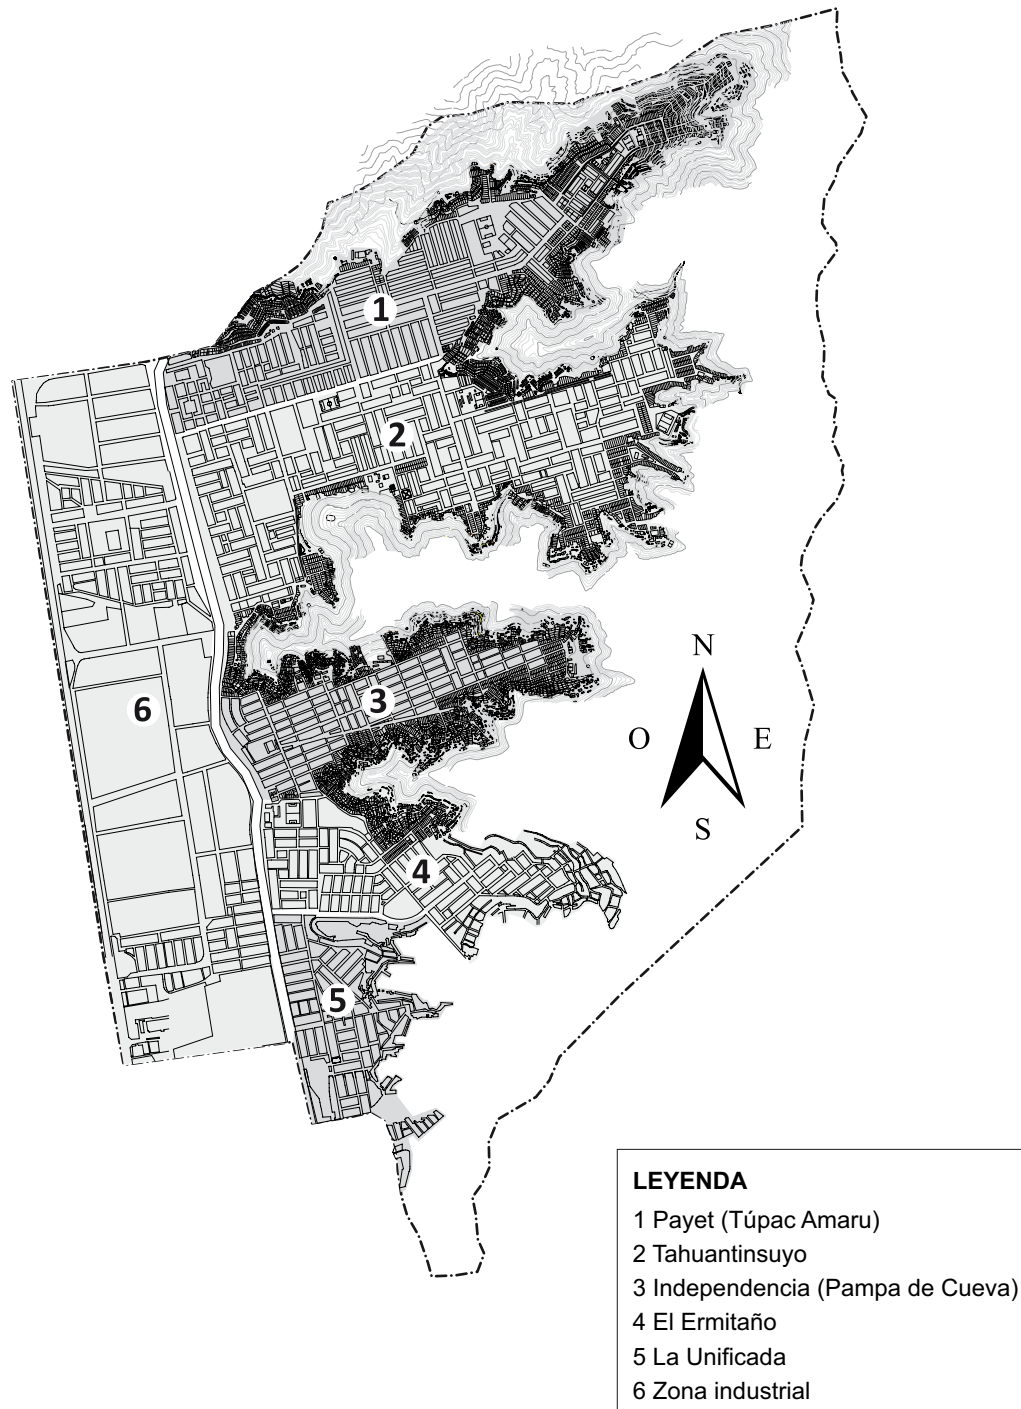 1
2
3
6
4
5
N
O
E
S
LEYENDA
1 Payet (Túpac Amaru)
2 Tahuantinsuyo
3 Independencia (Pampa de Cueva)
4 El Ermitaño
5 La Unificada
6 Zona industrial